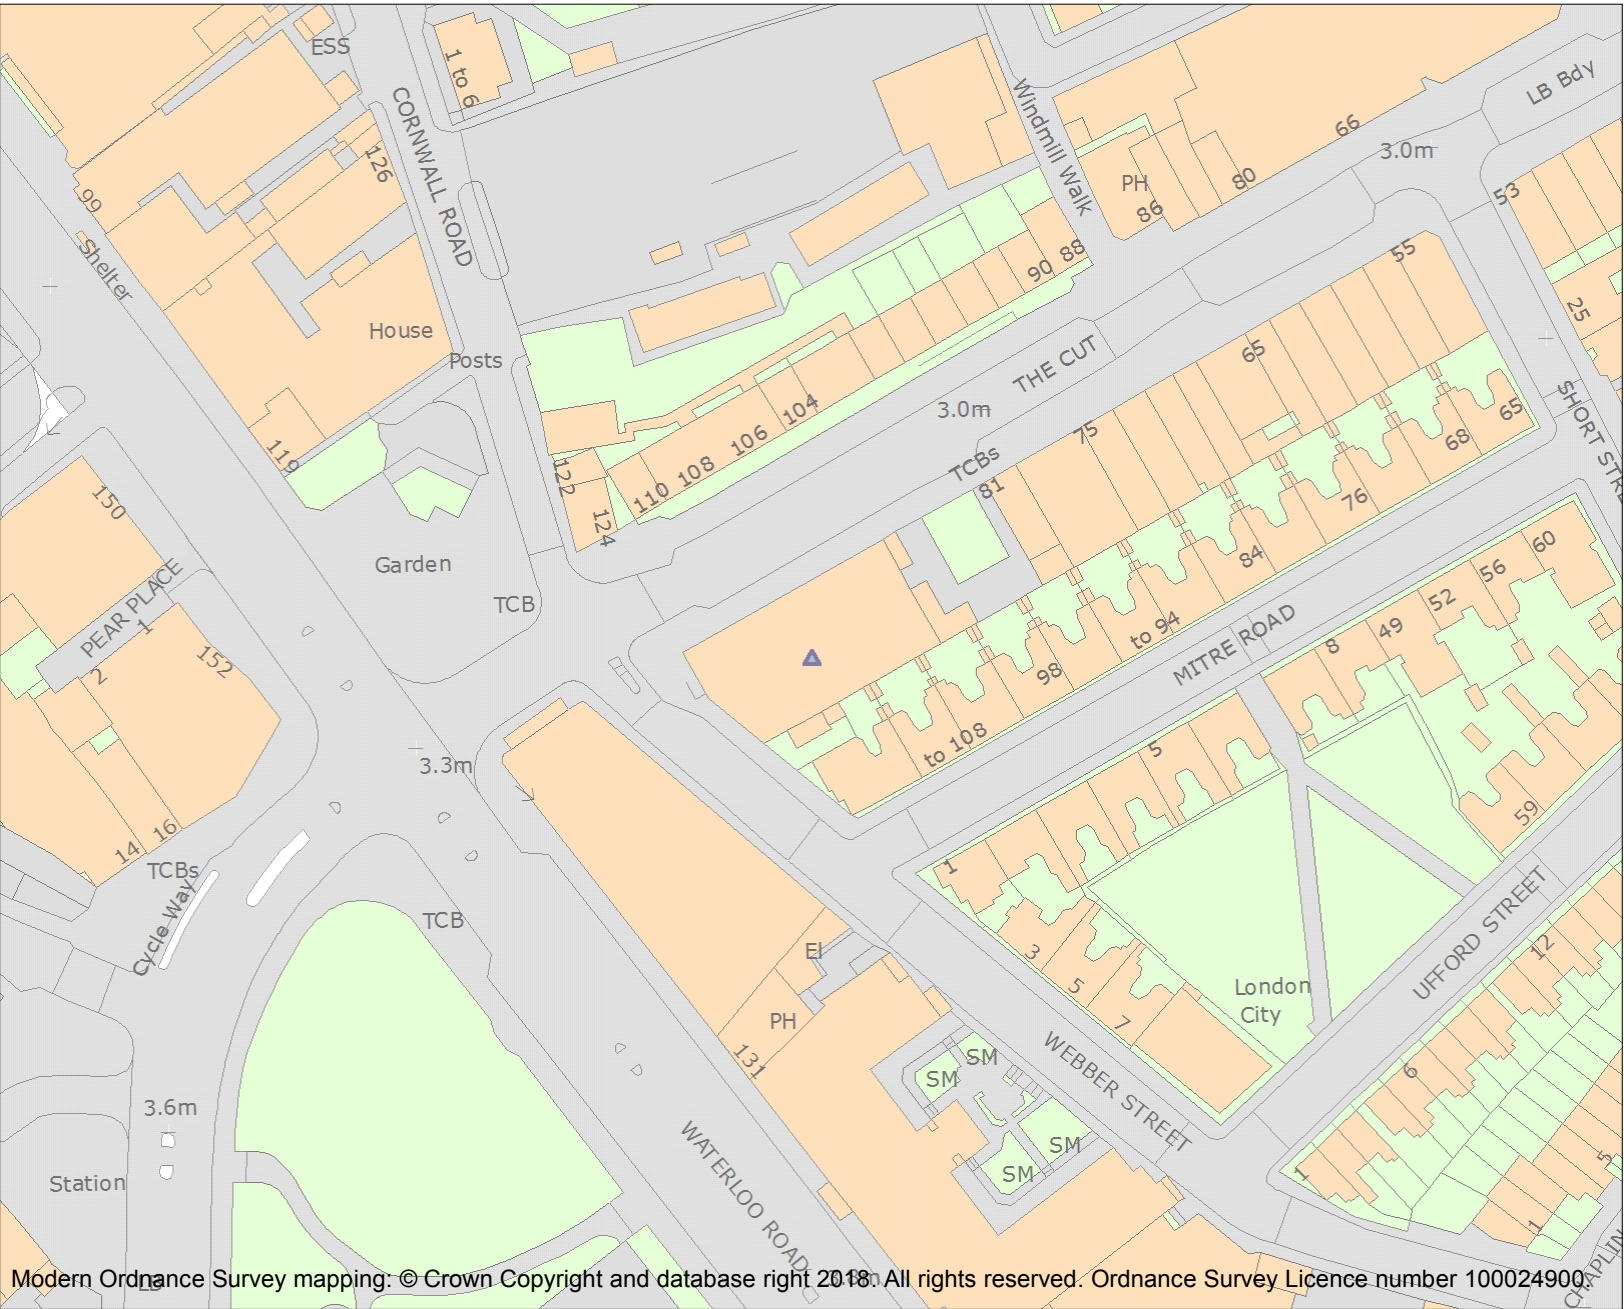 ESS
1 to 6
CORNWALL ROAD
126
99
Shelter
House
Posts
119
Windmill Walk
PH
86
80
66
3.0m
LB Bdy
53
55
25
88
90
65
THE CUT
3.0m
104
106
108
110
122
124
TCBs
81
75
SHORT STRE
65
68
76
84
to 94
98
to 108
150
Garden
TCB
PEAR PLACE
1
2
152
3.3m
14
16
TCBs
Cycle Way
TCB
MITRE ROAD
60
56
52
49
8
5
59
1
3
5
7
London
City
UFFORD STREET
12
El
PH
131
SM
SM
SM
SM
WEBBER STREET
6
1
5
1
3.6m
Station
WATERLOO ROAD
LB
CHAPLIN
Modern Ordnance Survey mapping: © Crown Copyright and database right 2018. All rights reserved. Ordnance Survey Licence number 100024900.